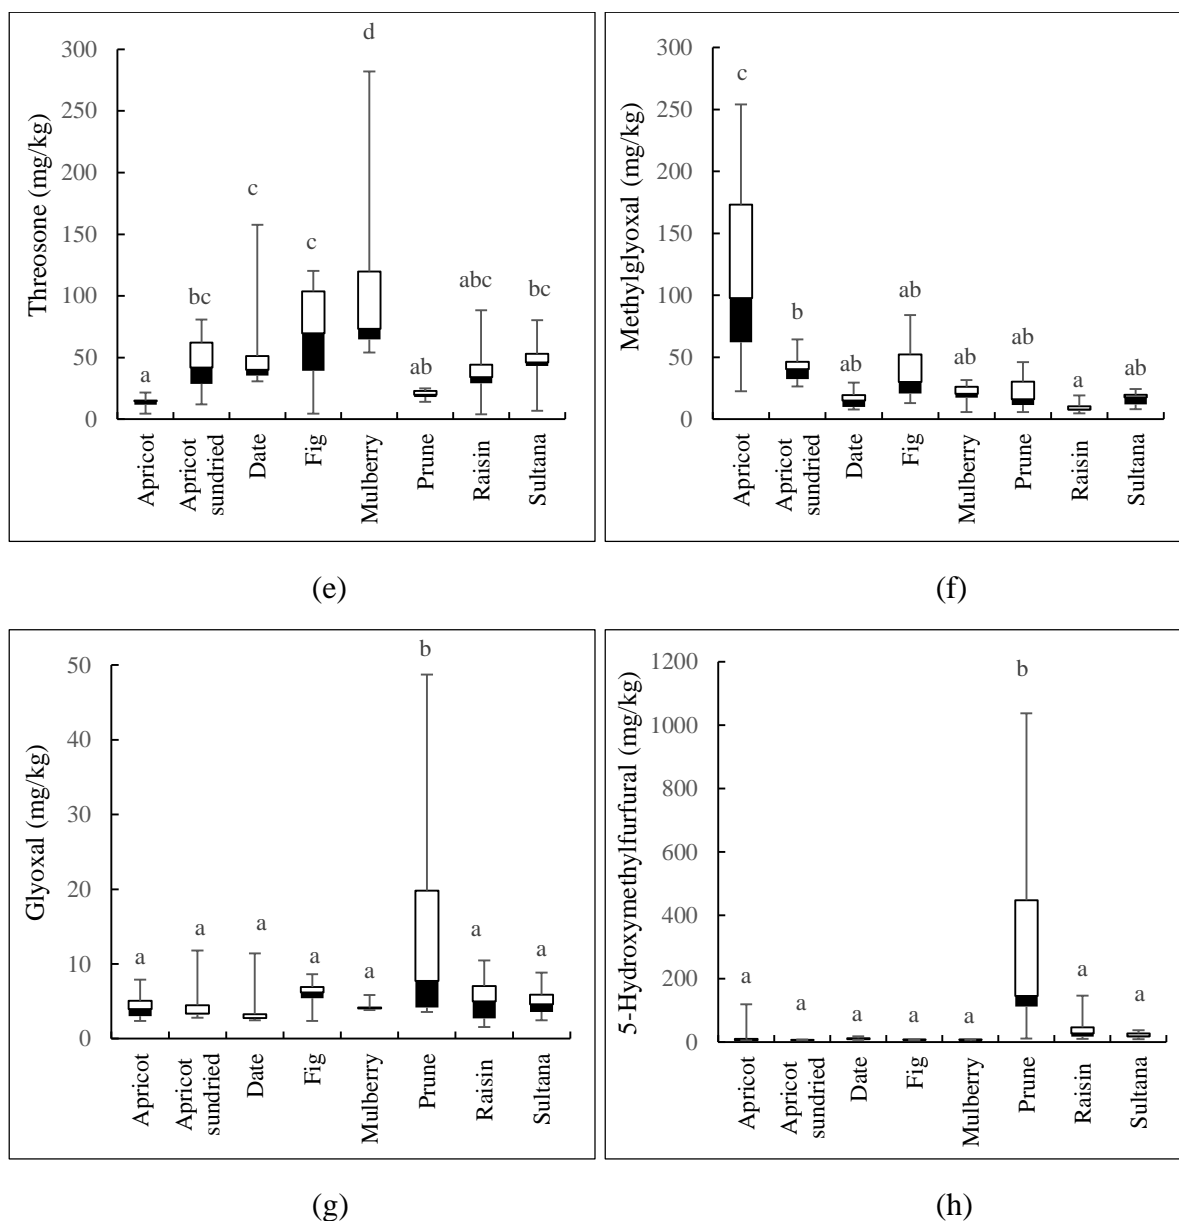 d
300
250
200
150
100
50
0
Threosone (mg/kg)
a
bc
c
c
ab
abc
bc
Apricot
Apricot
sundried
Date
Fig
Mulberry
Prune
Raisin
Sultana
(e)
300
250
200
150
100
50
0
Methylglyoxal (mg/kg)
c
b
ab
ab
ab
ab
a
ab
Apricot
Apricot
sundried
Date
Fig
Mulberry
Prune
Raisin
Sultana
(f)
50
40
30
20
10
0
Glyoxal (mg/kg)
a
a
a
a
a
b
a
a
Apricot
Apricot
sundried
Date
Fig
Mulberry
Prune
Raisin
Sultana
(g)
1200
1000
800
600
400
200
0
5-Hydroxymethylfurfural (mg/kg)
a
a
a
a
a
b
a
a
Apricot
Apricot
sundried
Date
Fig
Mulberry
Prune
Raisin
Sultana
(h)